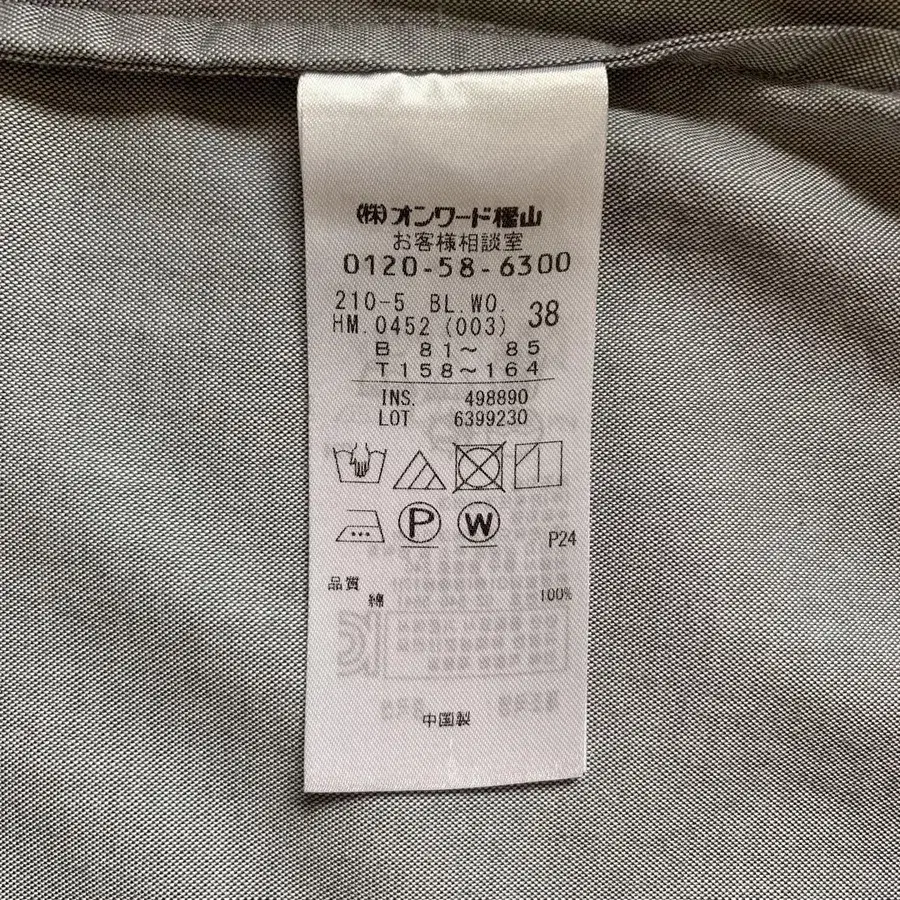 (株)オンワード樫山
お客様相談室
0120-58-6300
210-5 BL.WO.
HM.0452 (003) 38
B 81～ 85
T158～164
INS. 498890
LOT 6399230
P W
P24
品質
綿 100%
中国製